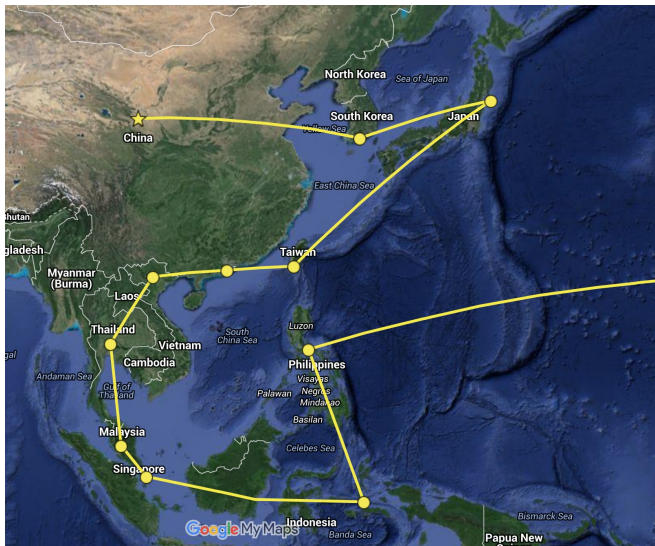 North Korea
Sea of Japan
South Korea
Japan
Yellow Sea
China
East China Sea
Bhutan
gladesh
Taiwan
Myanmar
(Burma)
Laos
Luzon
Thailand
South
China Sea
Vietnam
gal
Cambodia
Philippines
Andaman Sea
Gulf of
Thailand
Visayas
Palawan
Negros
Mindanao
Basilan
Malaysia
Celebes Sea
Singapore
Google My Maps
Indonesia
Bismarck Sea
Banda Sea
Papua New